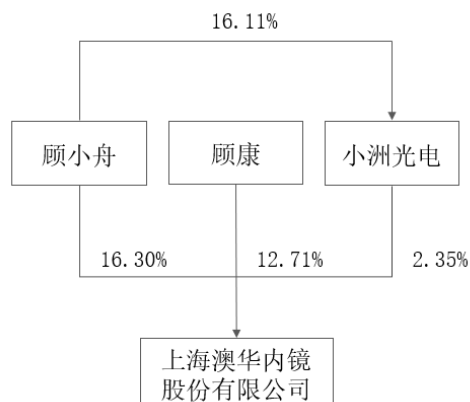 16.11%
顾小舟
顾康
小洲光电
16.30%
12.71%
2.35%
上海澳华内镜
股份有限公司